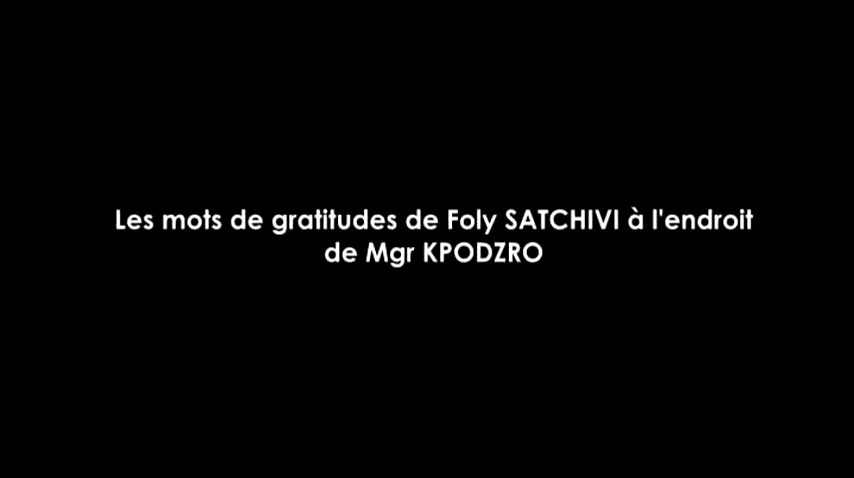 Les mots de gratitudes de Foly SATCHIVI à l'endroit
de Mgr KPODZRO